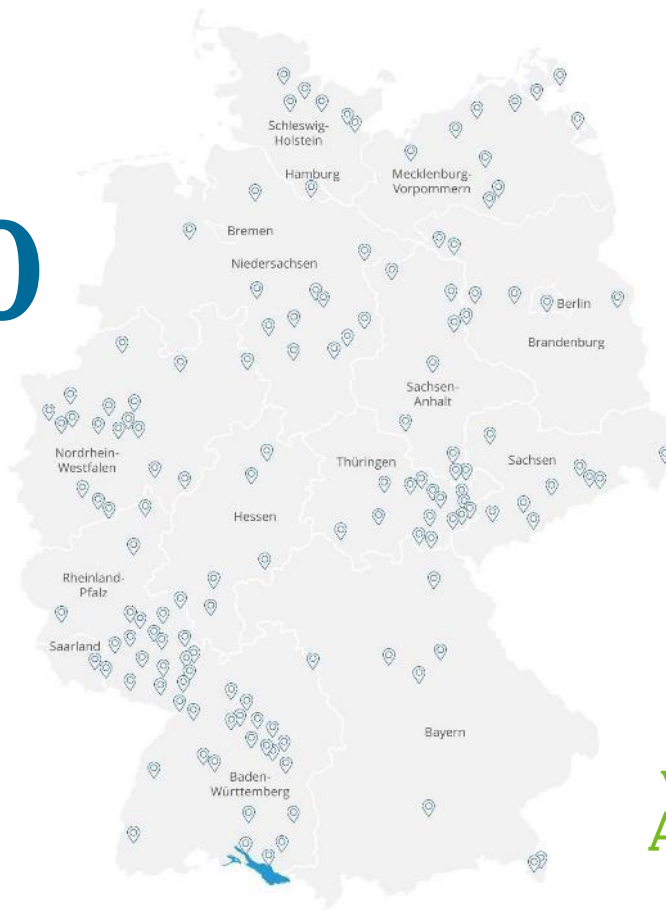 Schleswig-
Holstein
Hamburg
Mecklenburg-
Vorpommern
Bremen
0
Niedersachsen
Berlin
Brandenburg
Sachsen-
Anhalt
Nordrhein-
Westfalen
Thüringen
Sachsen
Hessen
Rheinland-
Pfalz
Saarland
Bayern
Baden-
Württemberg